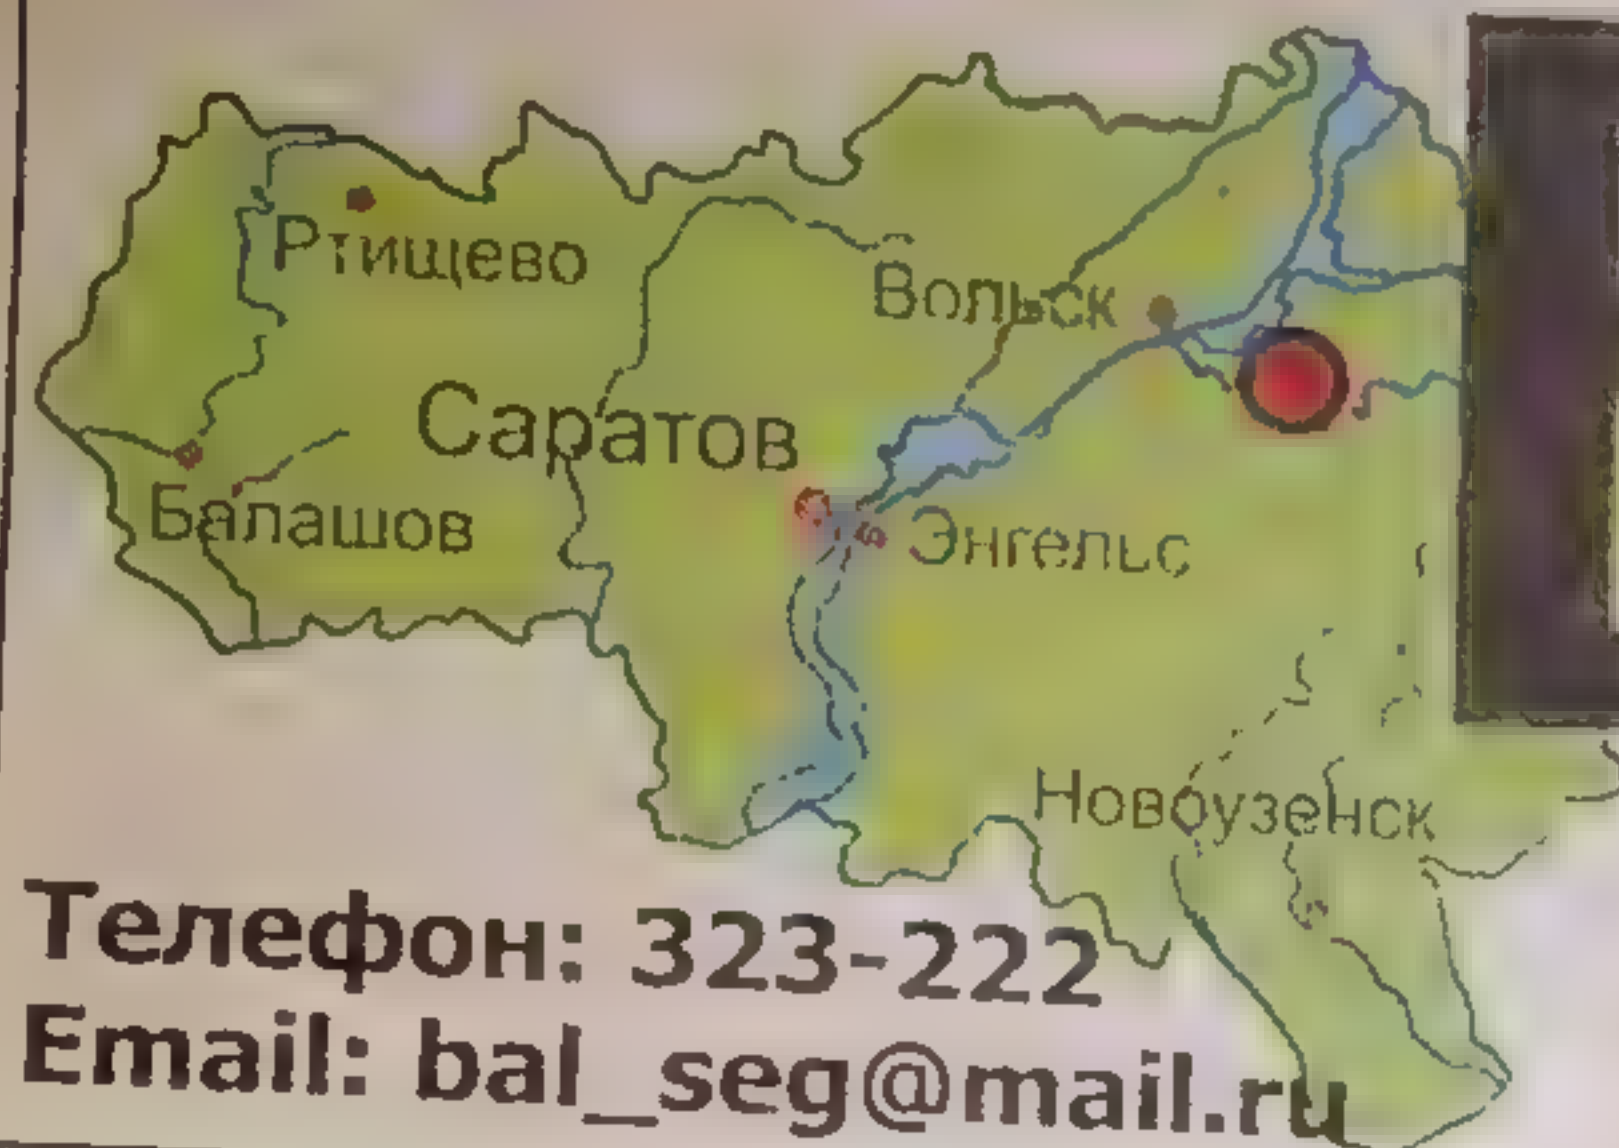 Ртищево
Вольск
Саратов
Балашов
Энгельс
Новоузенск
Телефон: 323-222
Email: bal_seg@mail.ru